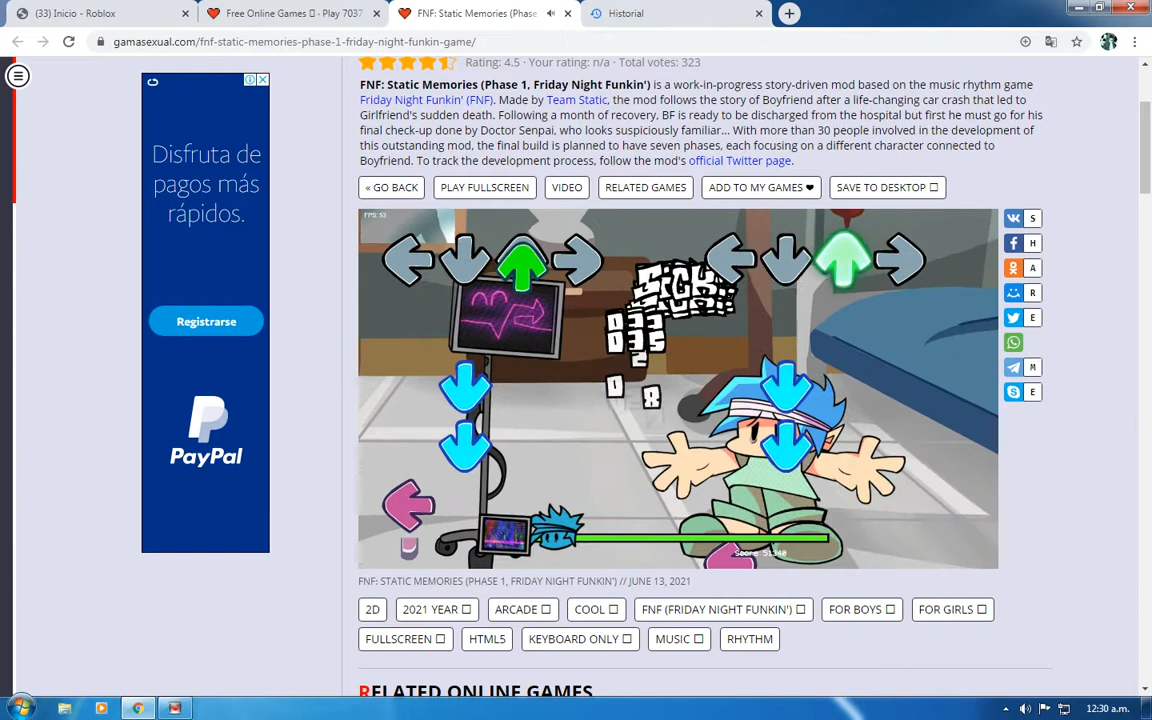 (33) Inicio - Roblox
Free Online Games · Play 7037
FNF: Static Memories (Phase
Historial
gamasexual.com/fnf-static-memories-phase-1-friday-night-funkin-game/
Rating: 4.5 · Your rating: n/a · Total votes: 323
FNF: Static Memories (Phase 1, Friday Night Funkin') is a work-in-progress story-driven mod based on the music rhythm game
Friday Night Funkin' (FNF). Made by Team Static, the mod follows the story of Boyfriend after a life-changing car crash that led to
Girlfriend's sudden death. Following a month of recovery, BF is ready to be discharged from the hospital but first he must go for his
final check-up done by Doctor Senpai, who looks suspiciously familiar... With more than 30 people involved in the development of
this outstanding mod, the final build is planned to have seven phases, each focusing on a different character connected to
Boyfriend. To track the development process, follow the mod's official Twitter page.
« GO BACK
PLAY FULLSCREEN
VIDEO
RELATED GAMES
ADD TO MY GAMES ❤
SAVE TO DESKTOP
Disfruta de
pagos más
rápidos.
Registrarse
PayPal
FPS: 53
SICK!!
Score 51340
S
H
A
R
E
M
E
FNF: STATIC MEMORIES (PHASE 1, FRIDAY NIGHT FUNKIN') // JUNE 13, 2021
2D
2021 YEAR
ARCADE
COOL
FNF (FRIDAY NIGHT FUNKIN')
FOR BOYS
FOR GIRLS
FULLSCREEN
HTML5
KEYBOARD ONLY
MUSIC
RHYTHM
RELATED ONLINE GAMES
12:30 a.m.